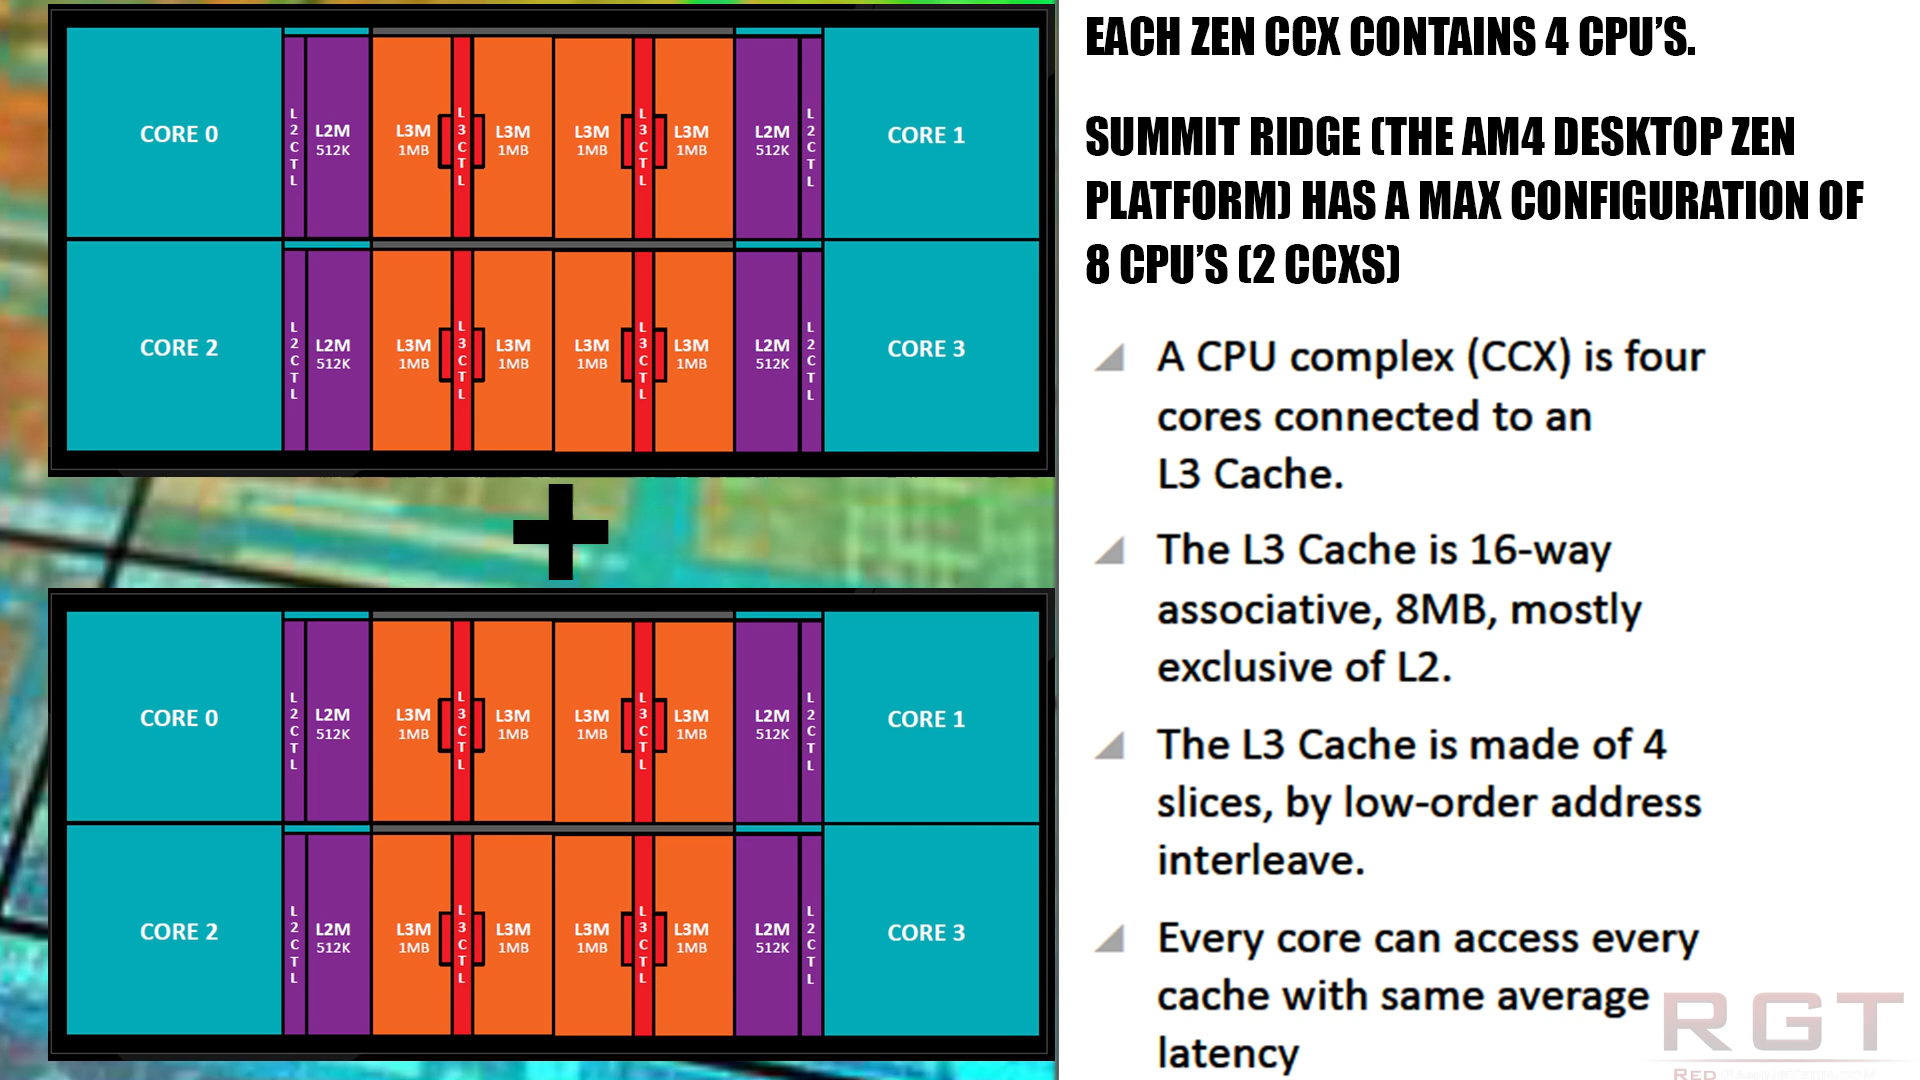 CORE 0
L2CTL
L2M
512K
L3M
1MB
L3CTL
L3M
1MB
L3M
1MB
L3CTL
L3M
1MB
L2M
512K
L2CTL
CORE 1
CORE 2
L2CTL
L2M
512K
L3M
1MB
L3CTL
L3M
1MB
L3M
1MB
L3CTL
L3M
1MB
L2M
512K
L2CTL
CORE 3
+
CORE 0
L2CTL
L2M
512K
L3M
1MB
L3CTL
L3M
1MB
L3M
1MB
L3CTL
L3M
1MB
L2M
512K
L2CTL
CORE 1
CORE 2
L2CTL
L2M
512K
L3M
1MB
L3CTL
L3M
1MB
L3M
1MB
L3CTL
L3M
1MB
L2M
512K
L2CTL
CORE 3
EACH ZEN CCX CONTAINS 4 CPU'S.
SUMMIT RIDGE (THE AM4 DESKTOP ZEN
PLATFORM) HAS A MAX CONFIGURATION OF
8 CPU'S (2 CCXS)
A CPU complex (CCX) is four
cores connected to an
L3 Cache.
The L3 Cache is 16-way
associative, 8MB, mostly
exclusive of L2.
The L3 Cache is made of 4
slices, by low-order address
interleave.
Every core can access every
cache with same average
latency
RGT
RED